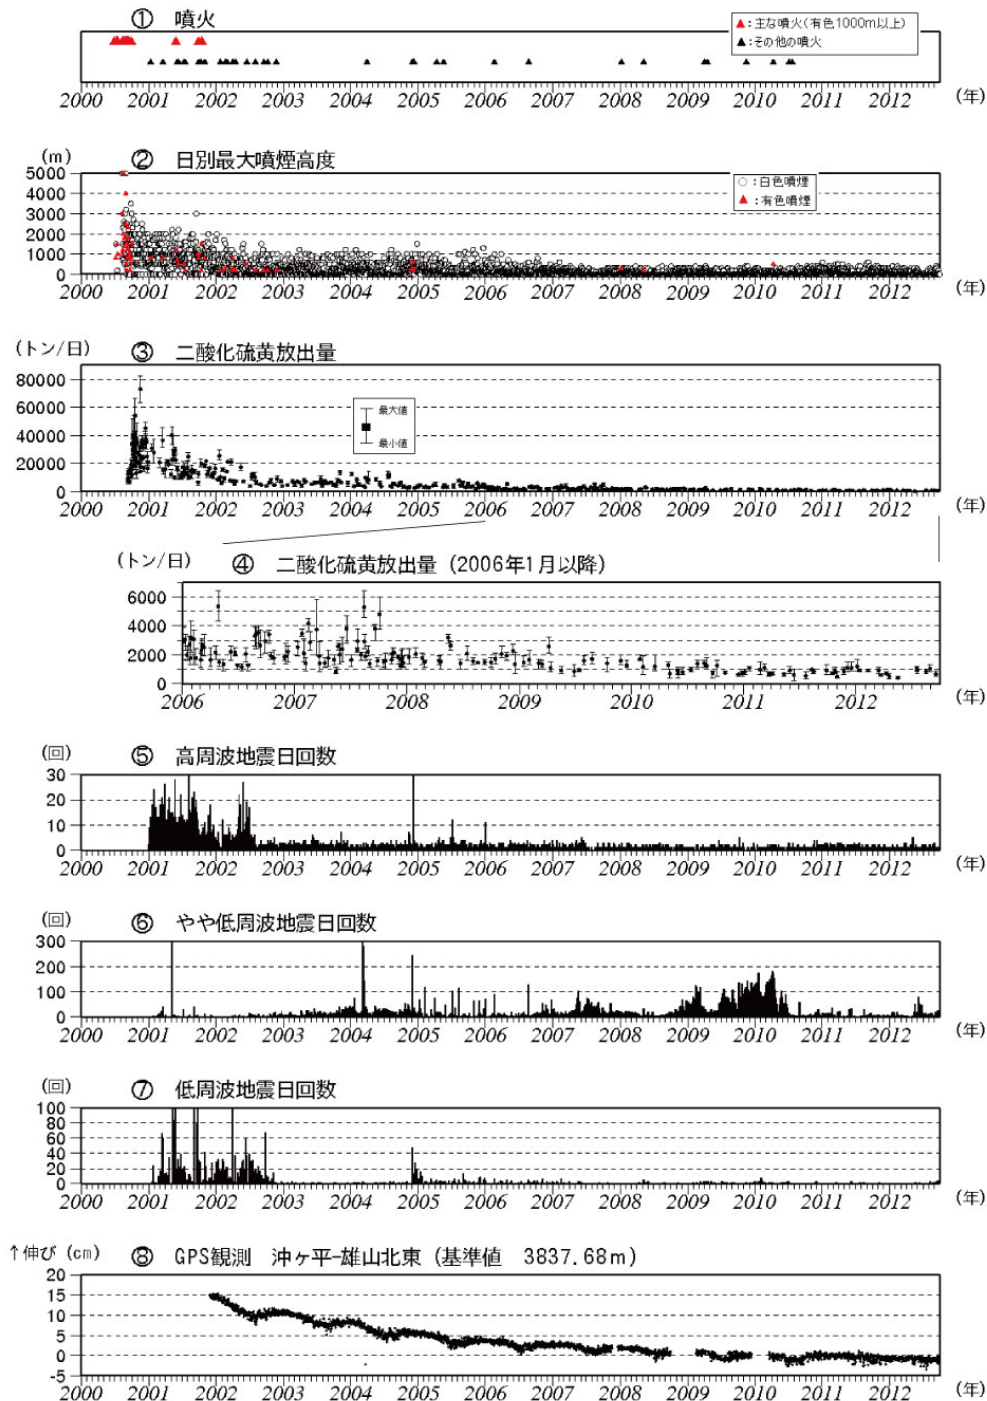 ① 噴火
▲：主な噴火(有色1000m以上)
▲：その他の噴火
2000 2001 2002 2003 2004 2005 2006 2007 2008 2009 2010 2011 2012 (年)
(m) ② 日別最大噴煙高度
○：白色噴煙
▲：有色噴煙
5000
4000
3000
2000
1000
0
2000 2001 2002 2003 2004 2005 2006 2007 2008 2009 2010 2011 2012 (年)
(トン/日) ③ 二酸化硫黄放出量
80000
60000
40000
20000
0
最大値
最小値
2000 2001 2002 2003 2004 2005 2006 2007 2008 2009 2010 2011 2012 (年)
(トン/日) ④ 二酸化硫黄放出量 (2006年1月以降)
6000
4000
2000
0
2006 2007 2008 2009 2010 2011 2012 (年)
(回) ⑤ 高周波地震日回数
30
20
10
0
2000 2001 2002 2003 2004 2005 2006 2007 2008 2009 2010 2011 2012 (年)
(回) ⑥ やや低周波地震日回数
300
200
100
0
2000 2001 2002 2003 2004 2005 2006 2007 2008 2009 2010 2011 2012 (年)
(回) ⑦ 低周波地震日回数
100
80
60
40
20
0
2000 2001 2002 2003 2004 2005 2006 2007 2008 2009 2010 2011 2012 (年)
↑伸び (cm) ⑧ GPS観測 沖ヶ平-雄山北東 (基準値 3837.68m)
20
15
10
5
0
-5
2000 2001 2002 2003 2004 2005 2006 2007 2008 2009 2010 2011 2012 (年)